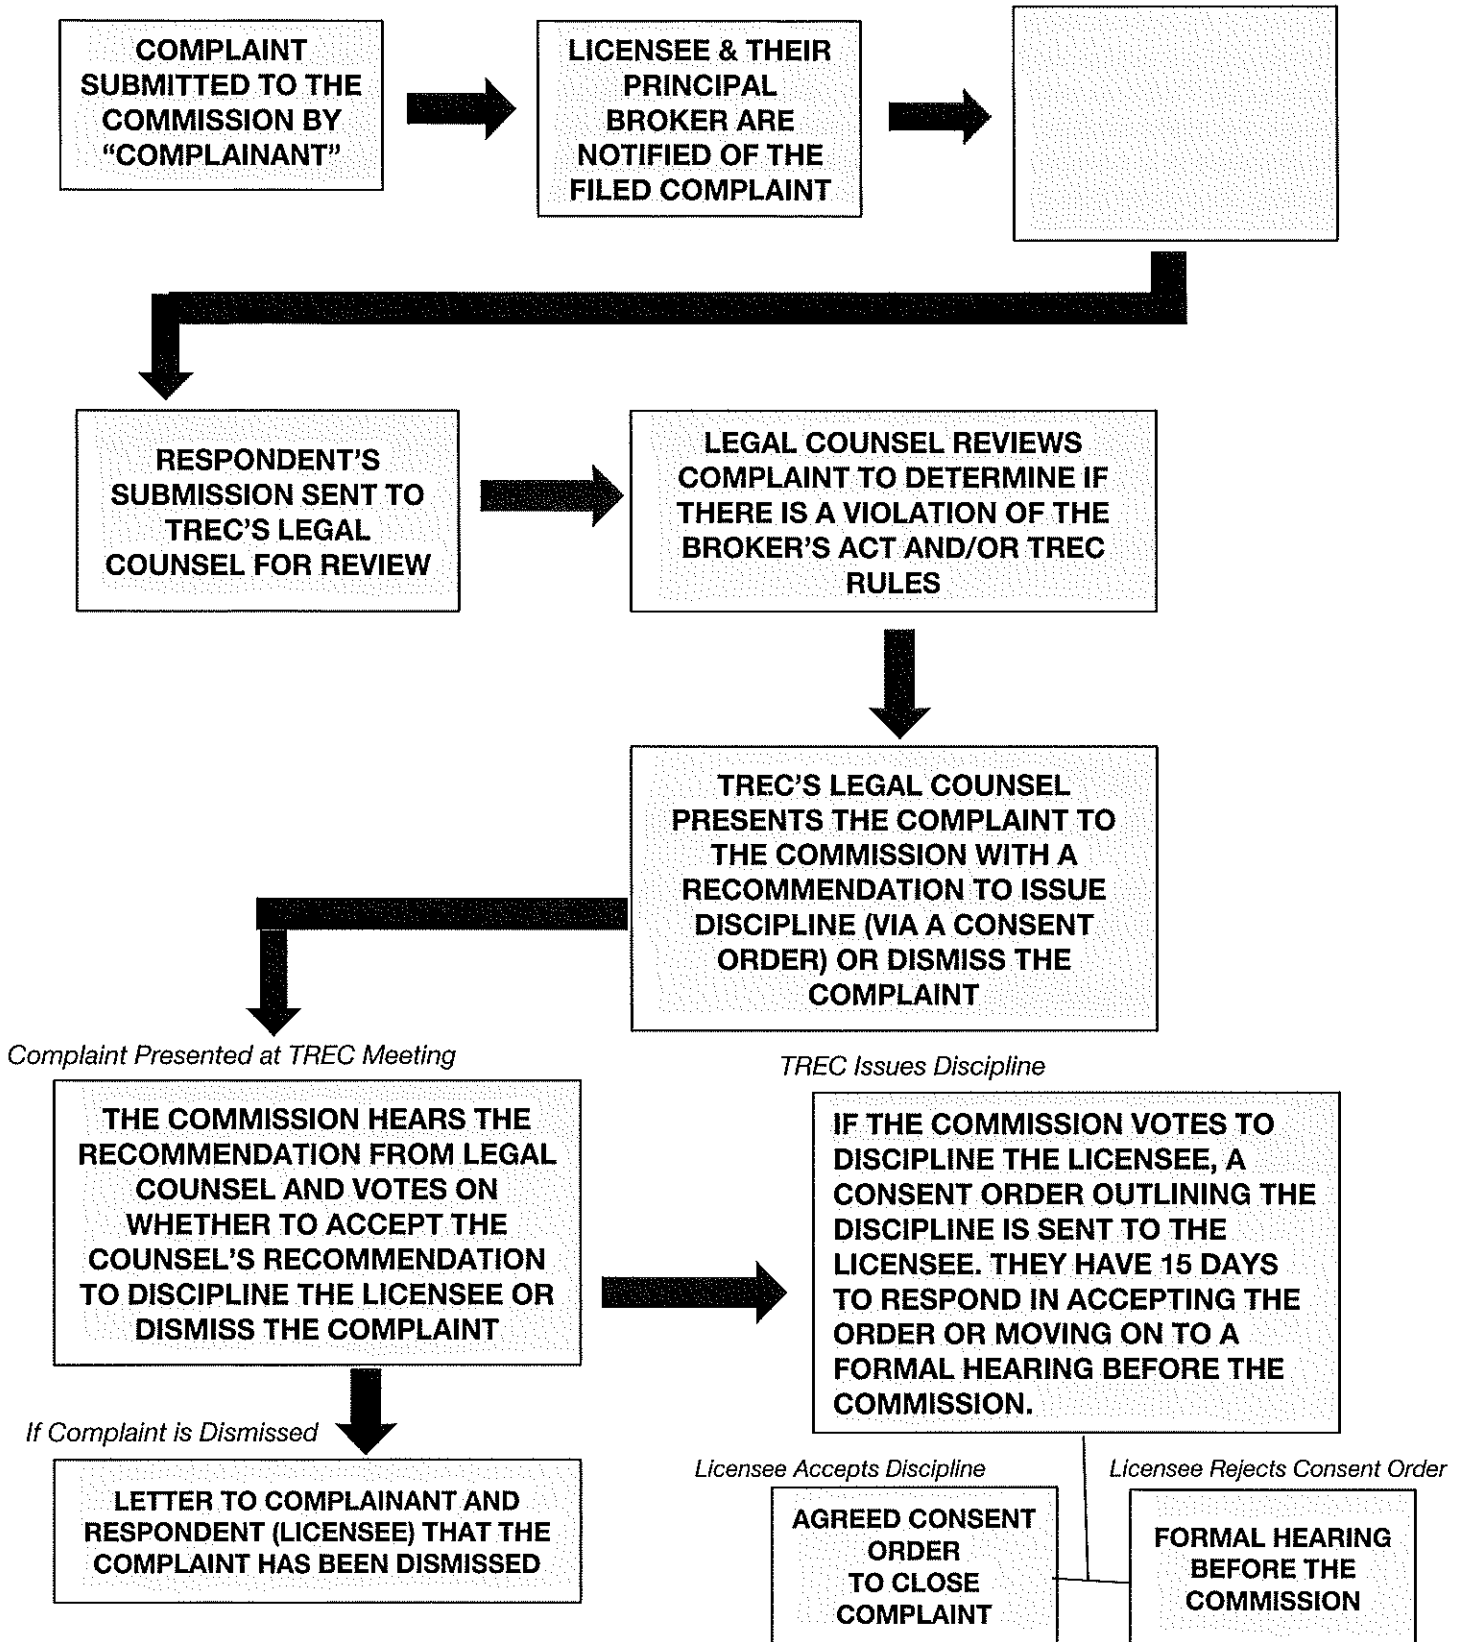 COMPLAINT
SUBMITTED TO THE
COMMISSION BY
“COMPLAINANT”
LICENSEE & THEIR
PRINCIPAL
BROKER ARE
NOTIFIED OF THE
FILED COMPLAINT
RESPONDENT’S
SUBMISSION SENT TO
TREC’S LEGAL
COUNSEL FOR REVIEW
LEGAL COUNSEL REVIEWS
COMPLAINT TO DETERMINE IF
THERE IS A VIOLATION OF THE
BROKER’S ACT AND/OR TREC
RULES
TREC’S LEGAL COUNSEL
PRESENTS THE COMPLAINT TO
THE COMMISSION WITH A
RECOMMENDATION TO ISSUE
DISCIPLINE (VIA A CONSENT
ORDER) OR DISMISS THE
COMPLAINT
Complaint Presented at TREC Meeting
THE COMMISSION HEARS THE
RECOMMENDATION FROM LEGAL
COUNSEL AND VOTES ON
WHETHER TO ACCEPT THE
COUNSEL’S RECOMMENDATION
TO DISCIPLINE THE LICENSEE OR
DISMISS THE COMPLAINT
TREC Issues Discipline
IF THE COMMISSION VOTES TO
DISCIPLINE THE LICENSEE, A
CONSENT ORDER OUTLINING THE
DISCIPLINE IS SENT TO THE
LICENSEE. THEY HAVE 15 DAYS
TO RESPOND IN ACCEPTING THE
ORDER OR MOVING ON TO A
FORMAL HEARING BEFORE THE
COMMISSION.
If Complaint is Dismissed
LETTER TO COMPLAINANT AND
RESPONDENT (LICENSEE) THAT THE
COMPLAINT HAS BEEN DISMISSED
Licensee Accepts Discipline
AGREED CONSENT
ORDER
TO CLOSE
COMPLAINT
Licensee Rejects Consent Order
FORMAL HEARING
BEFORE THE
COMMISSION